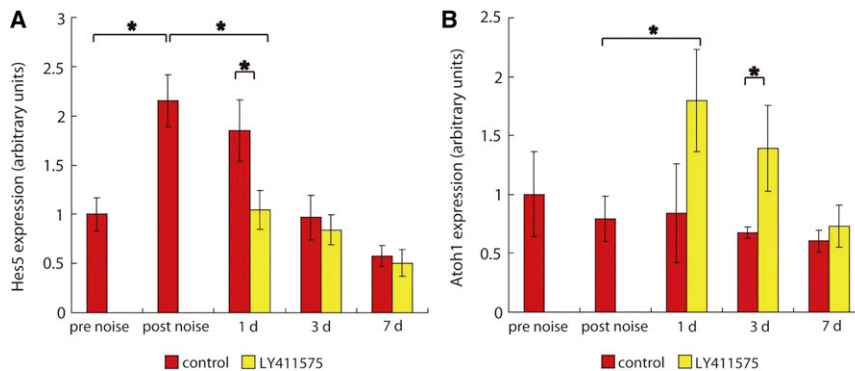 A
Hes5 expression (arbitrary units)
3
2.5
2
1.5
1
0.5
0
* * *
pre noise post noise 1 d 3 d 7 d
control LY411575
B
Atoh1 expression (arbitrary units)
2.5
2
1.5
1
0.5
0
* *
pre noise post noise 1 d 3 d 7 d
control LY411575